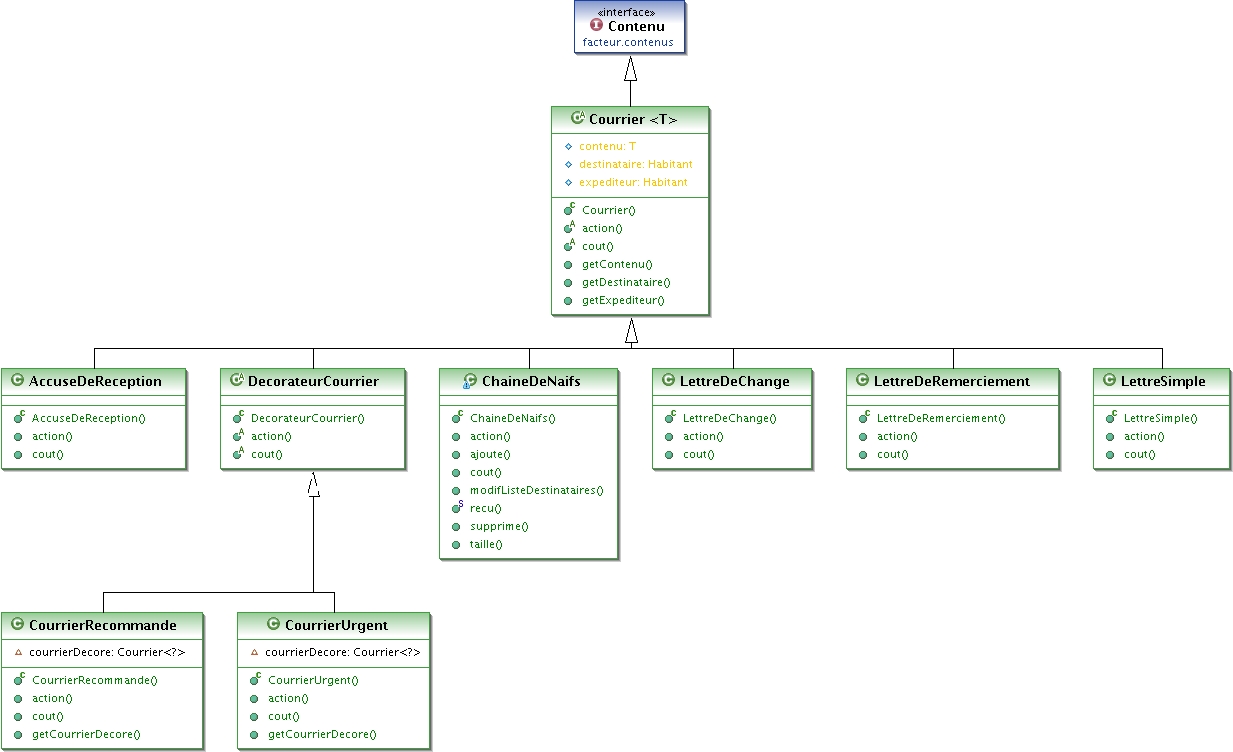 «interface»
Contenu
facteur.contenus
Courrier <T>
contenu: T
destinataire: Habitant
expediteur: Habitant
Courrier()
action()
cout()
getContenu()
getDestinataire()
getExpediteur()
AccuseDeReception
AccuseDeReception()
action()
cout()
DecorateurCourrier
DecorateurCourrier()
action()
cout()
ChaineDeNaifs
ChaineDeNaifs()
action()
ajoute()
cout()
modifListeDestinataires()
recu()
supprime()
taille()
LettreDeChange
LettreDeChange()
action()
cout()
LettreDeRemerciement
LettreDeRemerciement()
action()
cout()
LettreSimple
LettreSimple()
action()
cout()
CourrierRecommande
courrierDecore: Courrier<?>
CourrierRecommande()
action()
cout()
getCourrierDecore()
CourrierUrgent
courrierDecore: Courrier<?>
CourrierUrgent()
action()
cout()
getCourrierDecore()